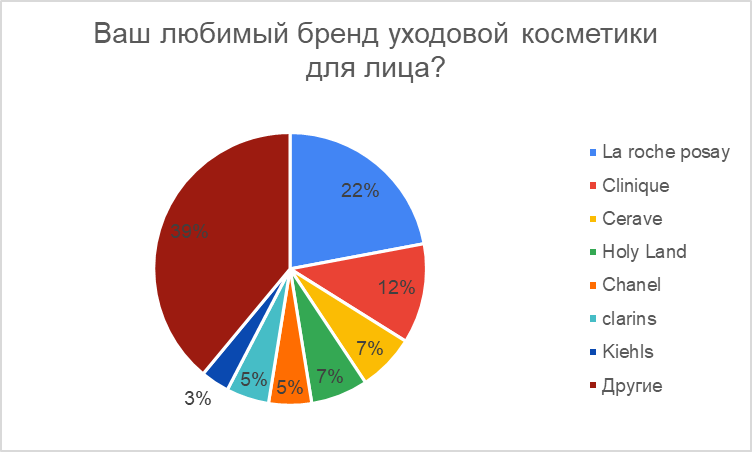 Ваш любимый бренд уходовой косметики
для лица?
22%
12%
7%
7%
5%
5%
3%
39%
La roche posay
Clinique
Cerave
Holy Land
Chanel
clarins
Kiehls
Другие